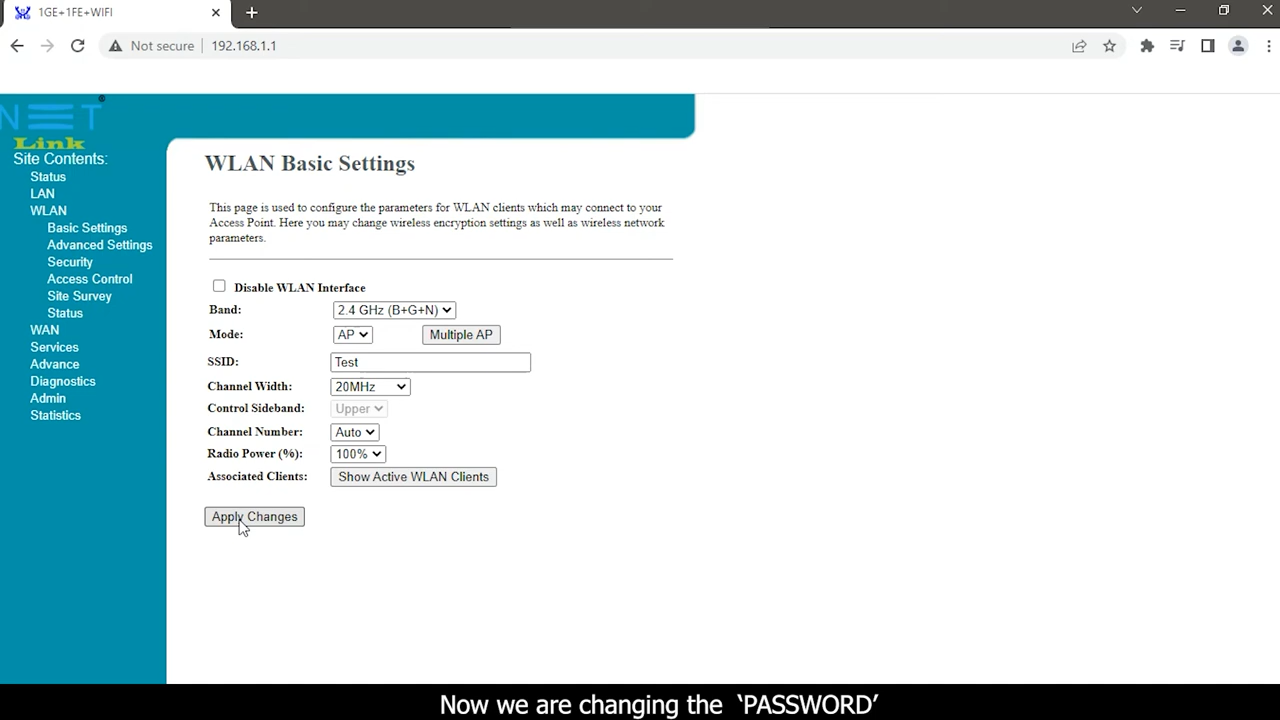 1GE+1FE+WIFI
Not secure
192.168.1.1
NET
Link
®
Site Contents:
Status
LAN
WLAN
Basic Settings
Advanced Settings
Security
Access Control
Site Survey
Status
WAN
Services
Advance
Diagnostics
Admin
Statistics
WLAN Basic Settings
This page is used to configure the parameters for WLAN clients which may connect to your
Access Point. Here you may change wireless encryption settings as well as wireless network
parameters.
Disable WLAN Interface
Band: 2.4 GHz (B+G+N)
Mode: AP Multiple AP
SSID: Test
Channel Width: 20MHz
Control Sideband: Upper
Channel Number: Auto
Radio Power (%): 100%
Associated Clients: Show Active WLAN Clients
Apply Changes
Now we are changing the ‘PASSWORD’